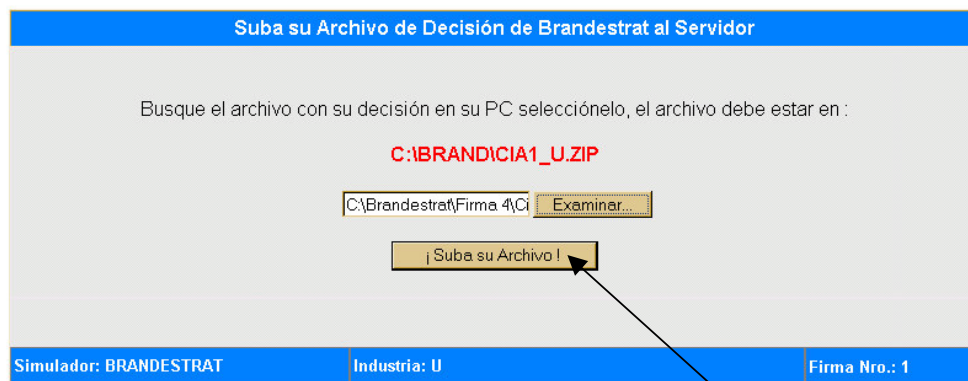 Suba su Archivo de Decisión de Brandestrat al Servidor
Busque el archivo con su decisión en su PC selecciónelo, el archivo debe estar en :
C:\BRAND\CIA1_U.ZIP
C:\Brandestrat\Firma 4\Ci Examinar...
¡ Suba su Archivo !
Simulador: BRANDESTRAT Industria: U Firma Nro.: 1